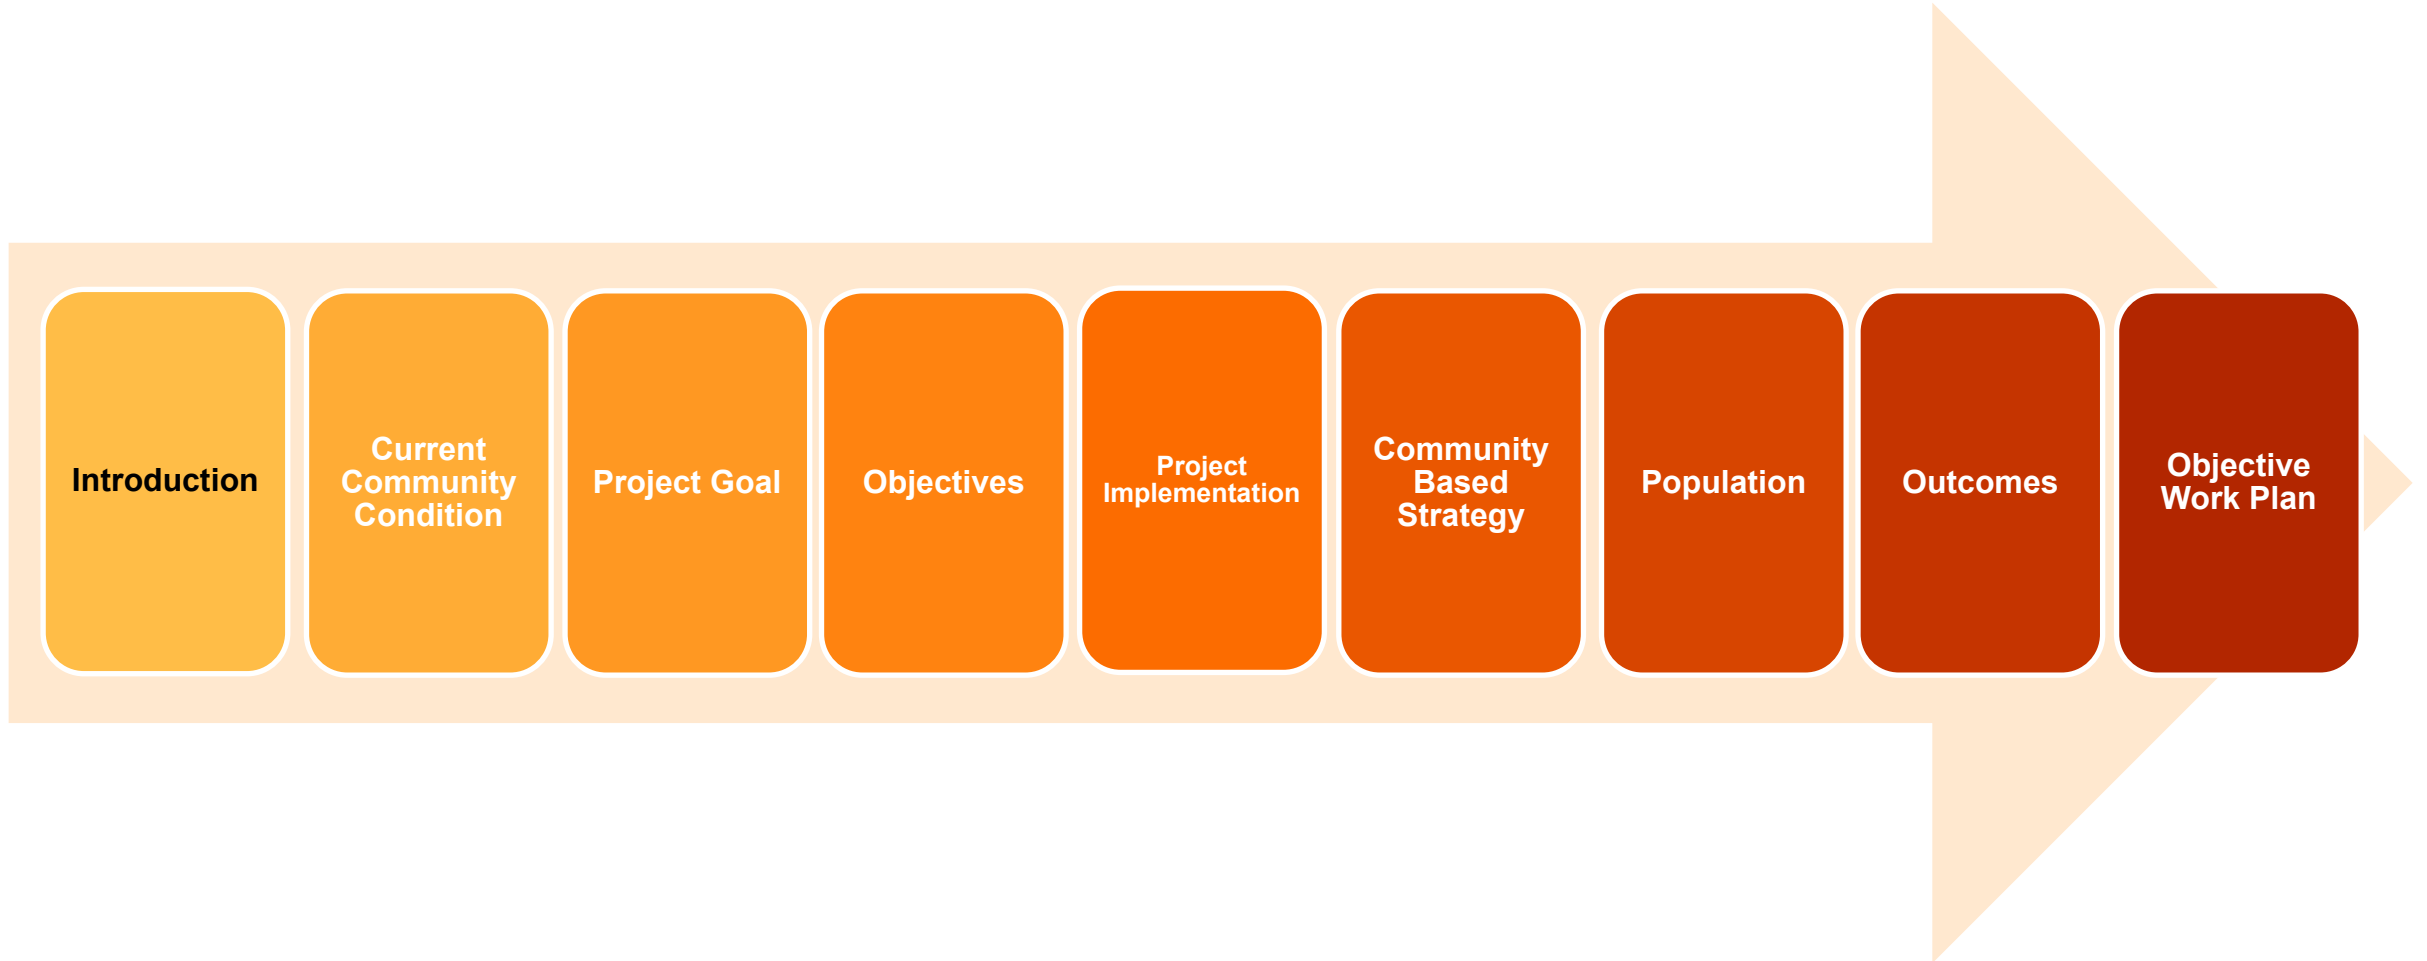 Introduction
Current
Community
Condition
Project Goal
Objectives
Project
Implementation
Community
Based
Strategy
Population
Outcomes
Objective
Work Plan